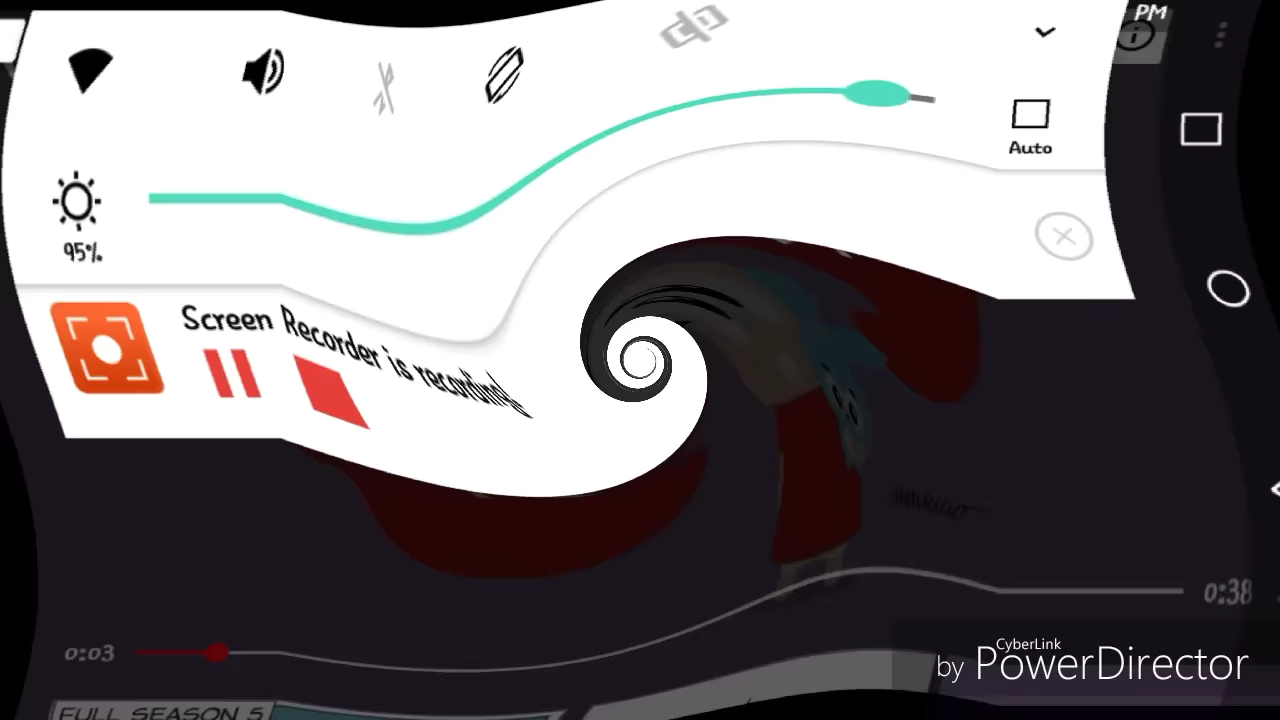 PM
Auto
95%
Screen Recorder is recording
0:38
0:03
CyberLink
by PowerDirector
FULL SEASON 5